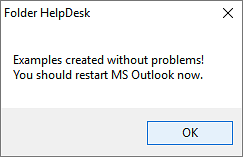 Folder HelpDesk
Examples created without problems!
You should restart MS Outlook now.
OK